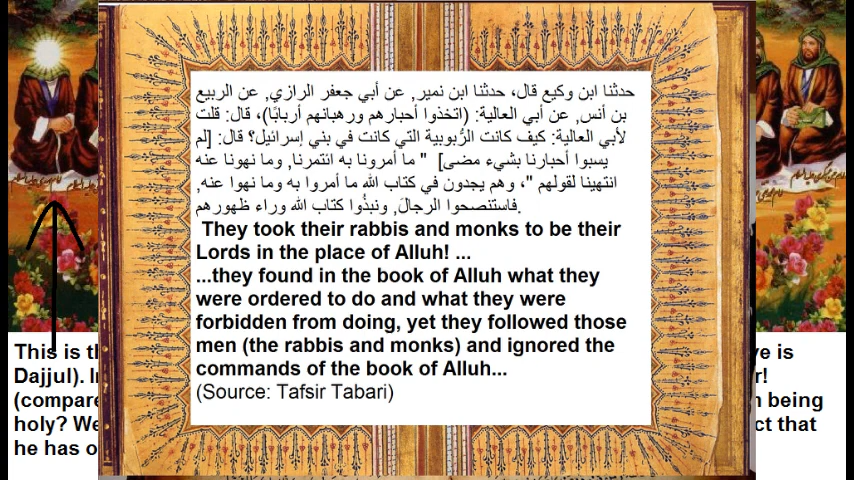 حدثنا ابن وكيع قال، حدثنا ابن نمير, عن أبي جعفر الرازي, عن الربيع
بن أنس, عن أبي العالية: (اتخذوا أحبارهم ورهبانهم أربابًا)، قال: قلت
لأبي العالية: كيف كانت الرُّبوبية التي كانت في بني إسرائيل؟ قال: [لم
يسبوا أحبارنا بشيء مضى] " ما أمرونا به ائتمرنا, وما نهونا عنه
انتهينا لقولهم "، وهم يجدون في كتاب الله ما أمروا به وما نهوا عنه,
فاستنصحوا الرجالَ, ونبذُوا كتاب الله وراء ظهورهم.
They took their rabbis and monks to be their
Lords in the place of Alluh! ...
...they found in the book of Alluh what they
were ordered to do and what they were
forbidden from doing, yet they followed those
men (the rabbis and monks) and ignored the
commands of the book of Alluh...
(Source: Tafsir Tabari)
This is
Dajjul).
(compare
holy?
he has
is
being
that